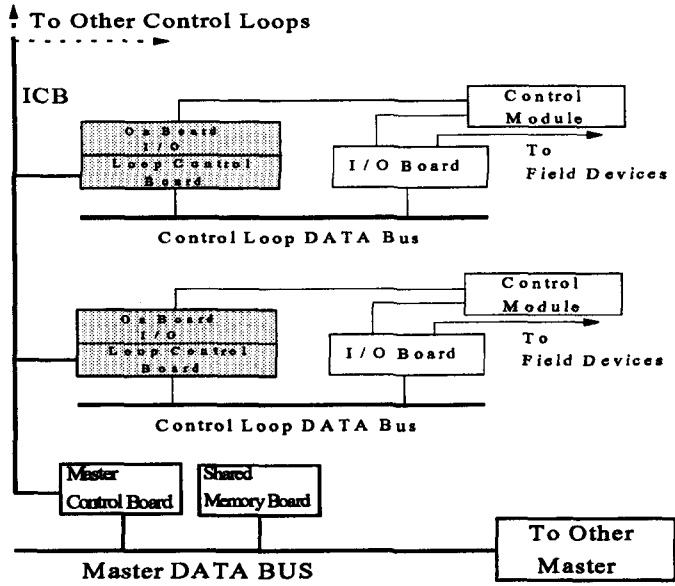 To Other Control Loops
ICB
Control
Module
On Board
I/O
Loop Control
Board
I/O Board
To
Field Devices
Control Loop DATA Bus
Control
Module
On Board
I/O
Loop Control
Board
I/O Board
To
Field Devices
Control Loop DATA Bus
Master
Control Board
Shared
Memory Board
To Other
Master
Master DATA BUS